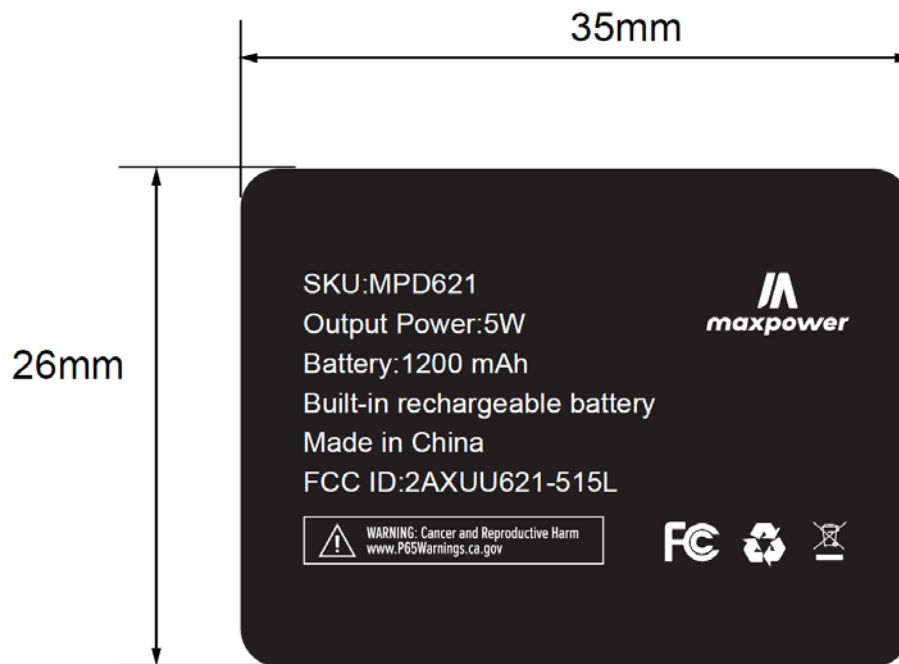 35mm
26mm
SKU:MPD621
Output Power:5W
Battery:1200 mAh
Built-in rechargeable battery
Made in China
FCC ID:2AXUU621-515L
maxpower
WARNING: Cancer and Reproductive Harm
www.P65Warnings.ca.gov
FC